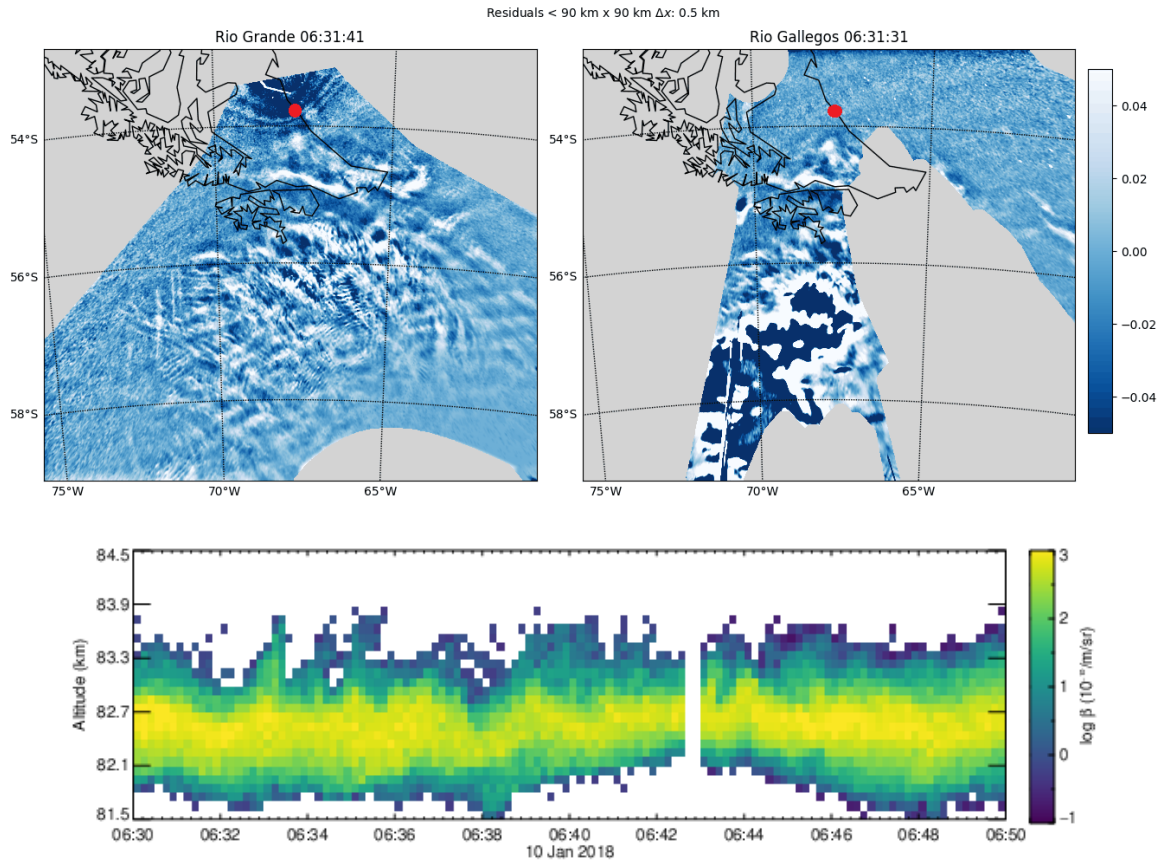 Residuals < 90 km x 90 km Δx: 0.5 km
Rio Grande 06:31:41
Rio Gallegos 06:31:31
54°S
56°S
58°S
75°W 70°W 65°W
54°S
56°S
58°S
75°W 70°W 65°W
0.04
0.02
0.00
−0.02
−0.04
84.5
83.9
83.3
82.7
82.1
81.5
Altitude (km)
06:30 06:32 06:34 06:36 06:38 06:40 06:42 06:44 06:46 06:48 06:50
10 Jan 2018
3
2
1
0
−1
log β (10⁻ /m/sr)